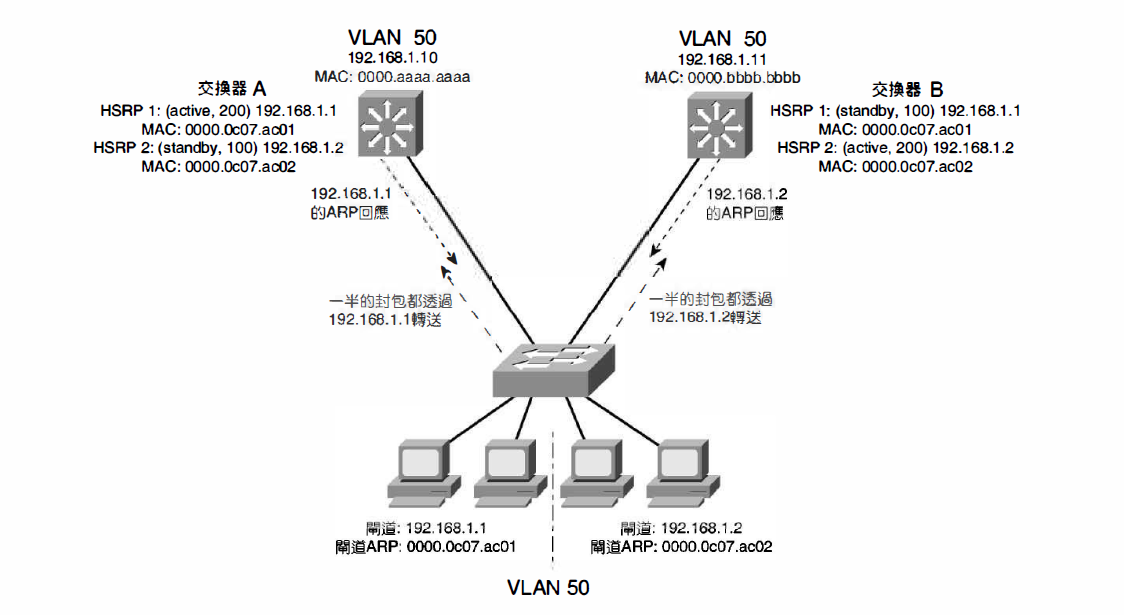 VLAN 50
192.168.1.10
MAC: 0000.aaaa.aaaa
交換器 A
HSRP 1: (active, 200) 192.168.1.1
MAC: 0000.0c07.ac01
HSRP 2: (standby, 100) 192.168.1.2
MAC: 0000.0c07.ac02
VLAN 50
192.168.1.11
MAC: 0000.bbbb.bbbb
交換器 B
HSRP 1: (standby, 100) 192.168.1.1
MAC: 0000.0c07.ac01
HSRP 2: (active, 200) 192.168.1.2
MAC: 0000.0c07.ac02
192.168.1.1
的ARP回應
192.168.1.2
的ARP回應
一半的封包都透過
192.168.1.1轉送
一半的封包都透過
192.168.1.2轉送
閘道: 192.168.1.1
閘道ARP: 0000.0c07.ac01
閘道: 192.168.1.2
閘道ARP: 0000.0c07.ac02
VLAN 50